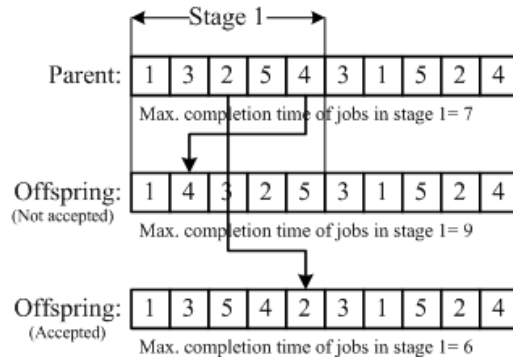 Stage 1
Parent: 1 3 2 5 4 3 1 5 2 4
Max. completion time of jobs in stage 1= 7
Offspring: 1 4 3 2 5 3 1 5 2 4
(Not accepted)
Max. completion time of jobs in stage 1= 9
Offspring: 1 3 5 4 2 3 1 5 2 4
(Accepted)
Max. completion time of jobs in stage 1= 6